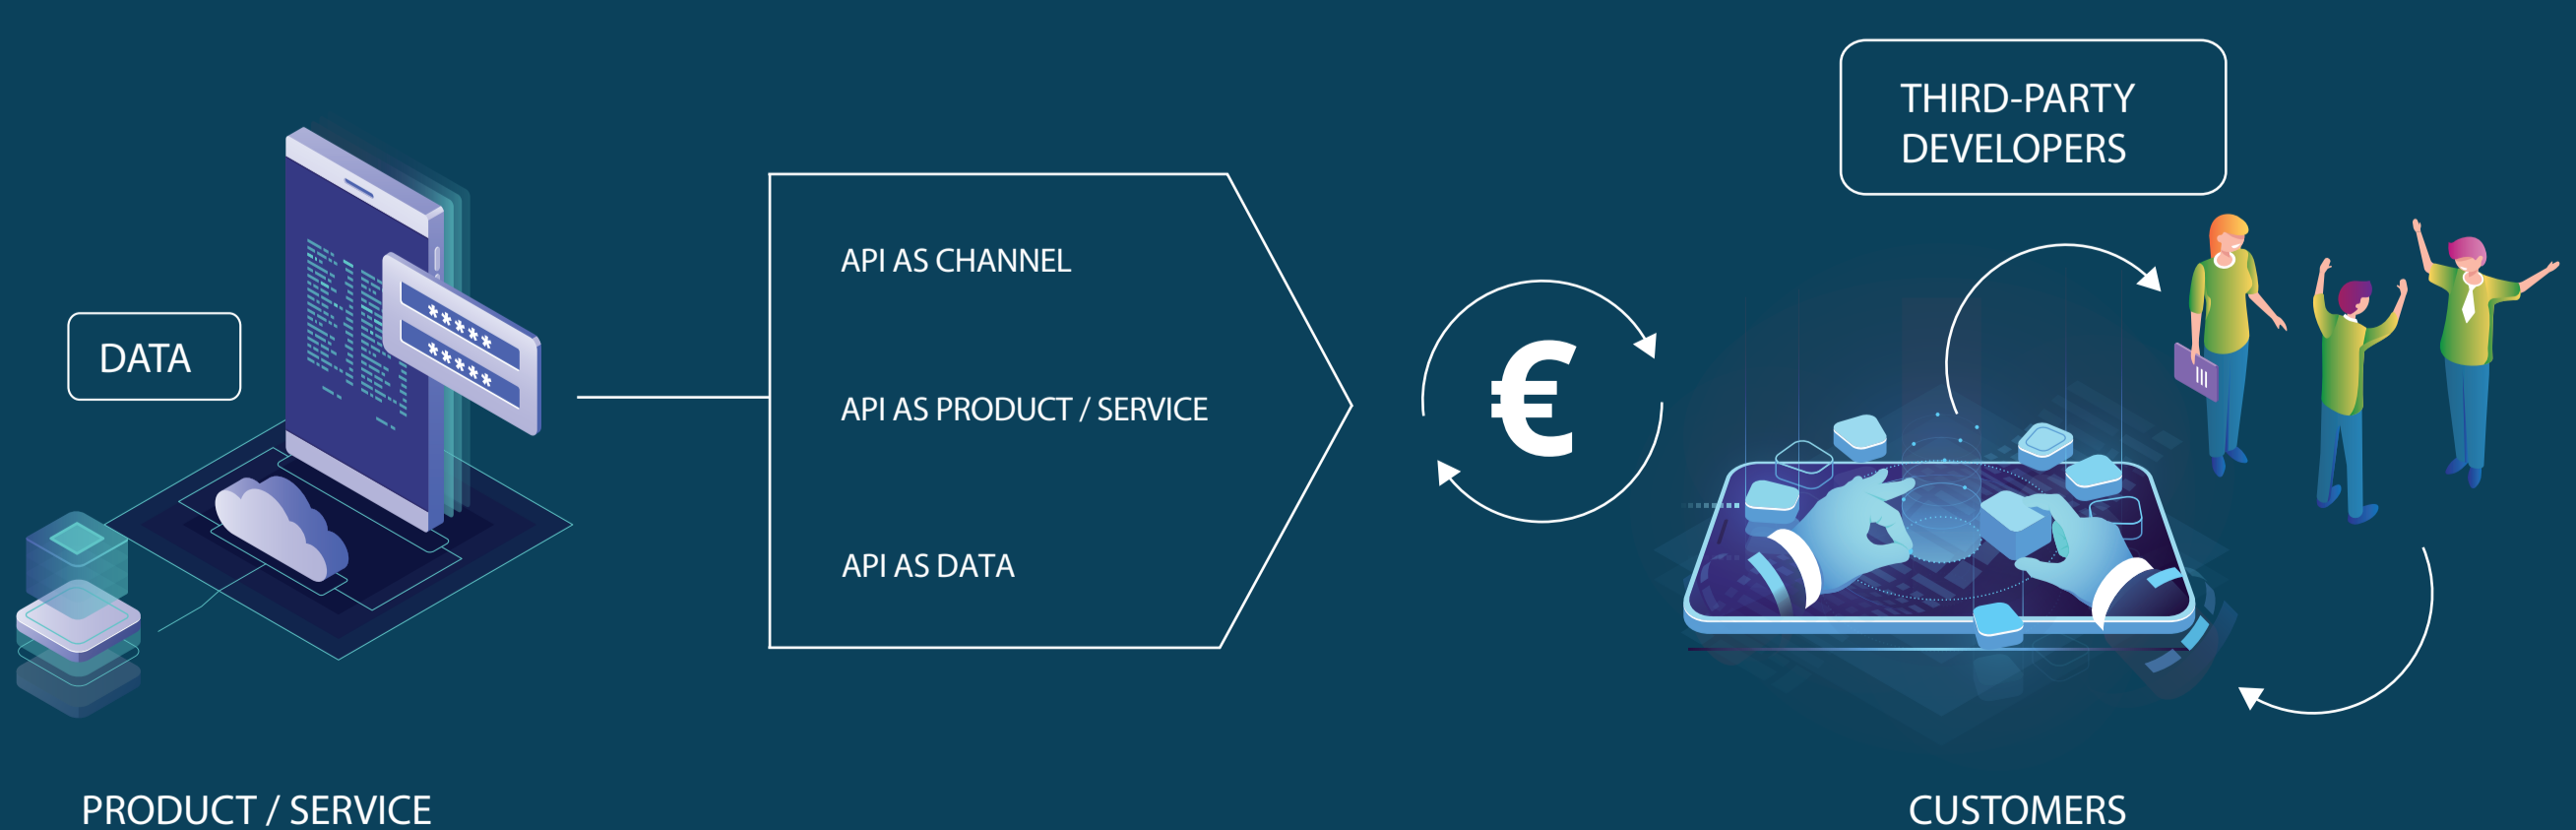 THIRD-PARTY
DEVELOPERS
DATA
*****
*****
API AS CHANNEL
API AS PRODUCT / SERVICE
API AS DATA
€
PRODUCT / SERVICE
CUSTOMERS